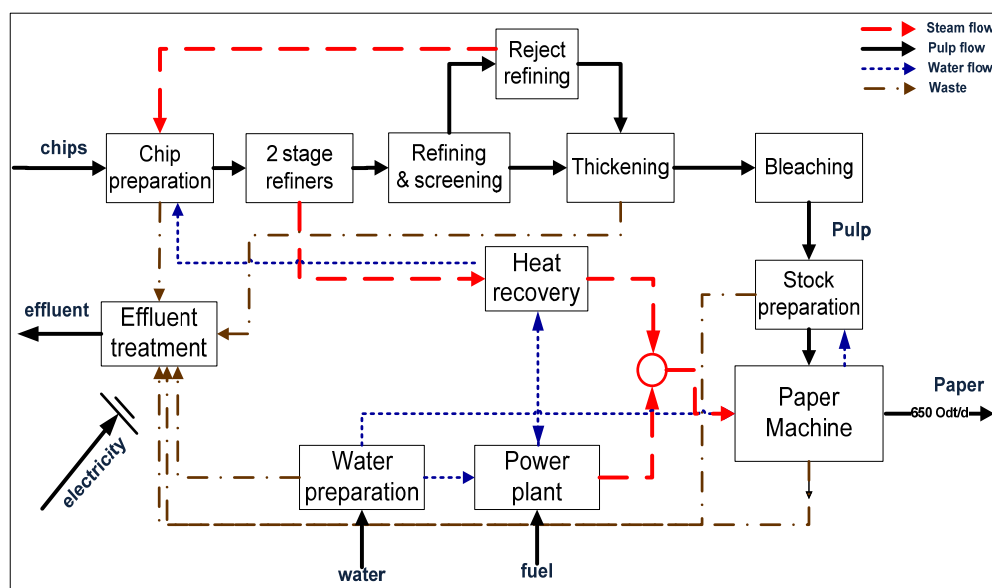 Steam flow
Pulp flow
Water flow
Waste
Reject
refining
chips
Chip
preparation
2 stage
refiners
Refining
& screening
Thickening
Bleaching
Pulp
Heat
recovery
Stock
preparation
effluent
Effluent
treatment
Paper
Machine
Paper
650 Odt/d
electricity
Water
preparation
Power
plant
water
fuel